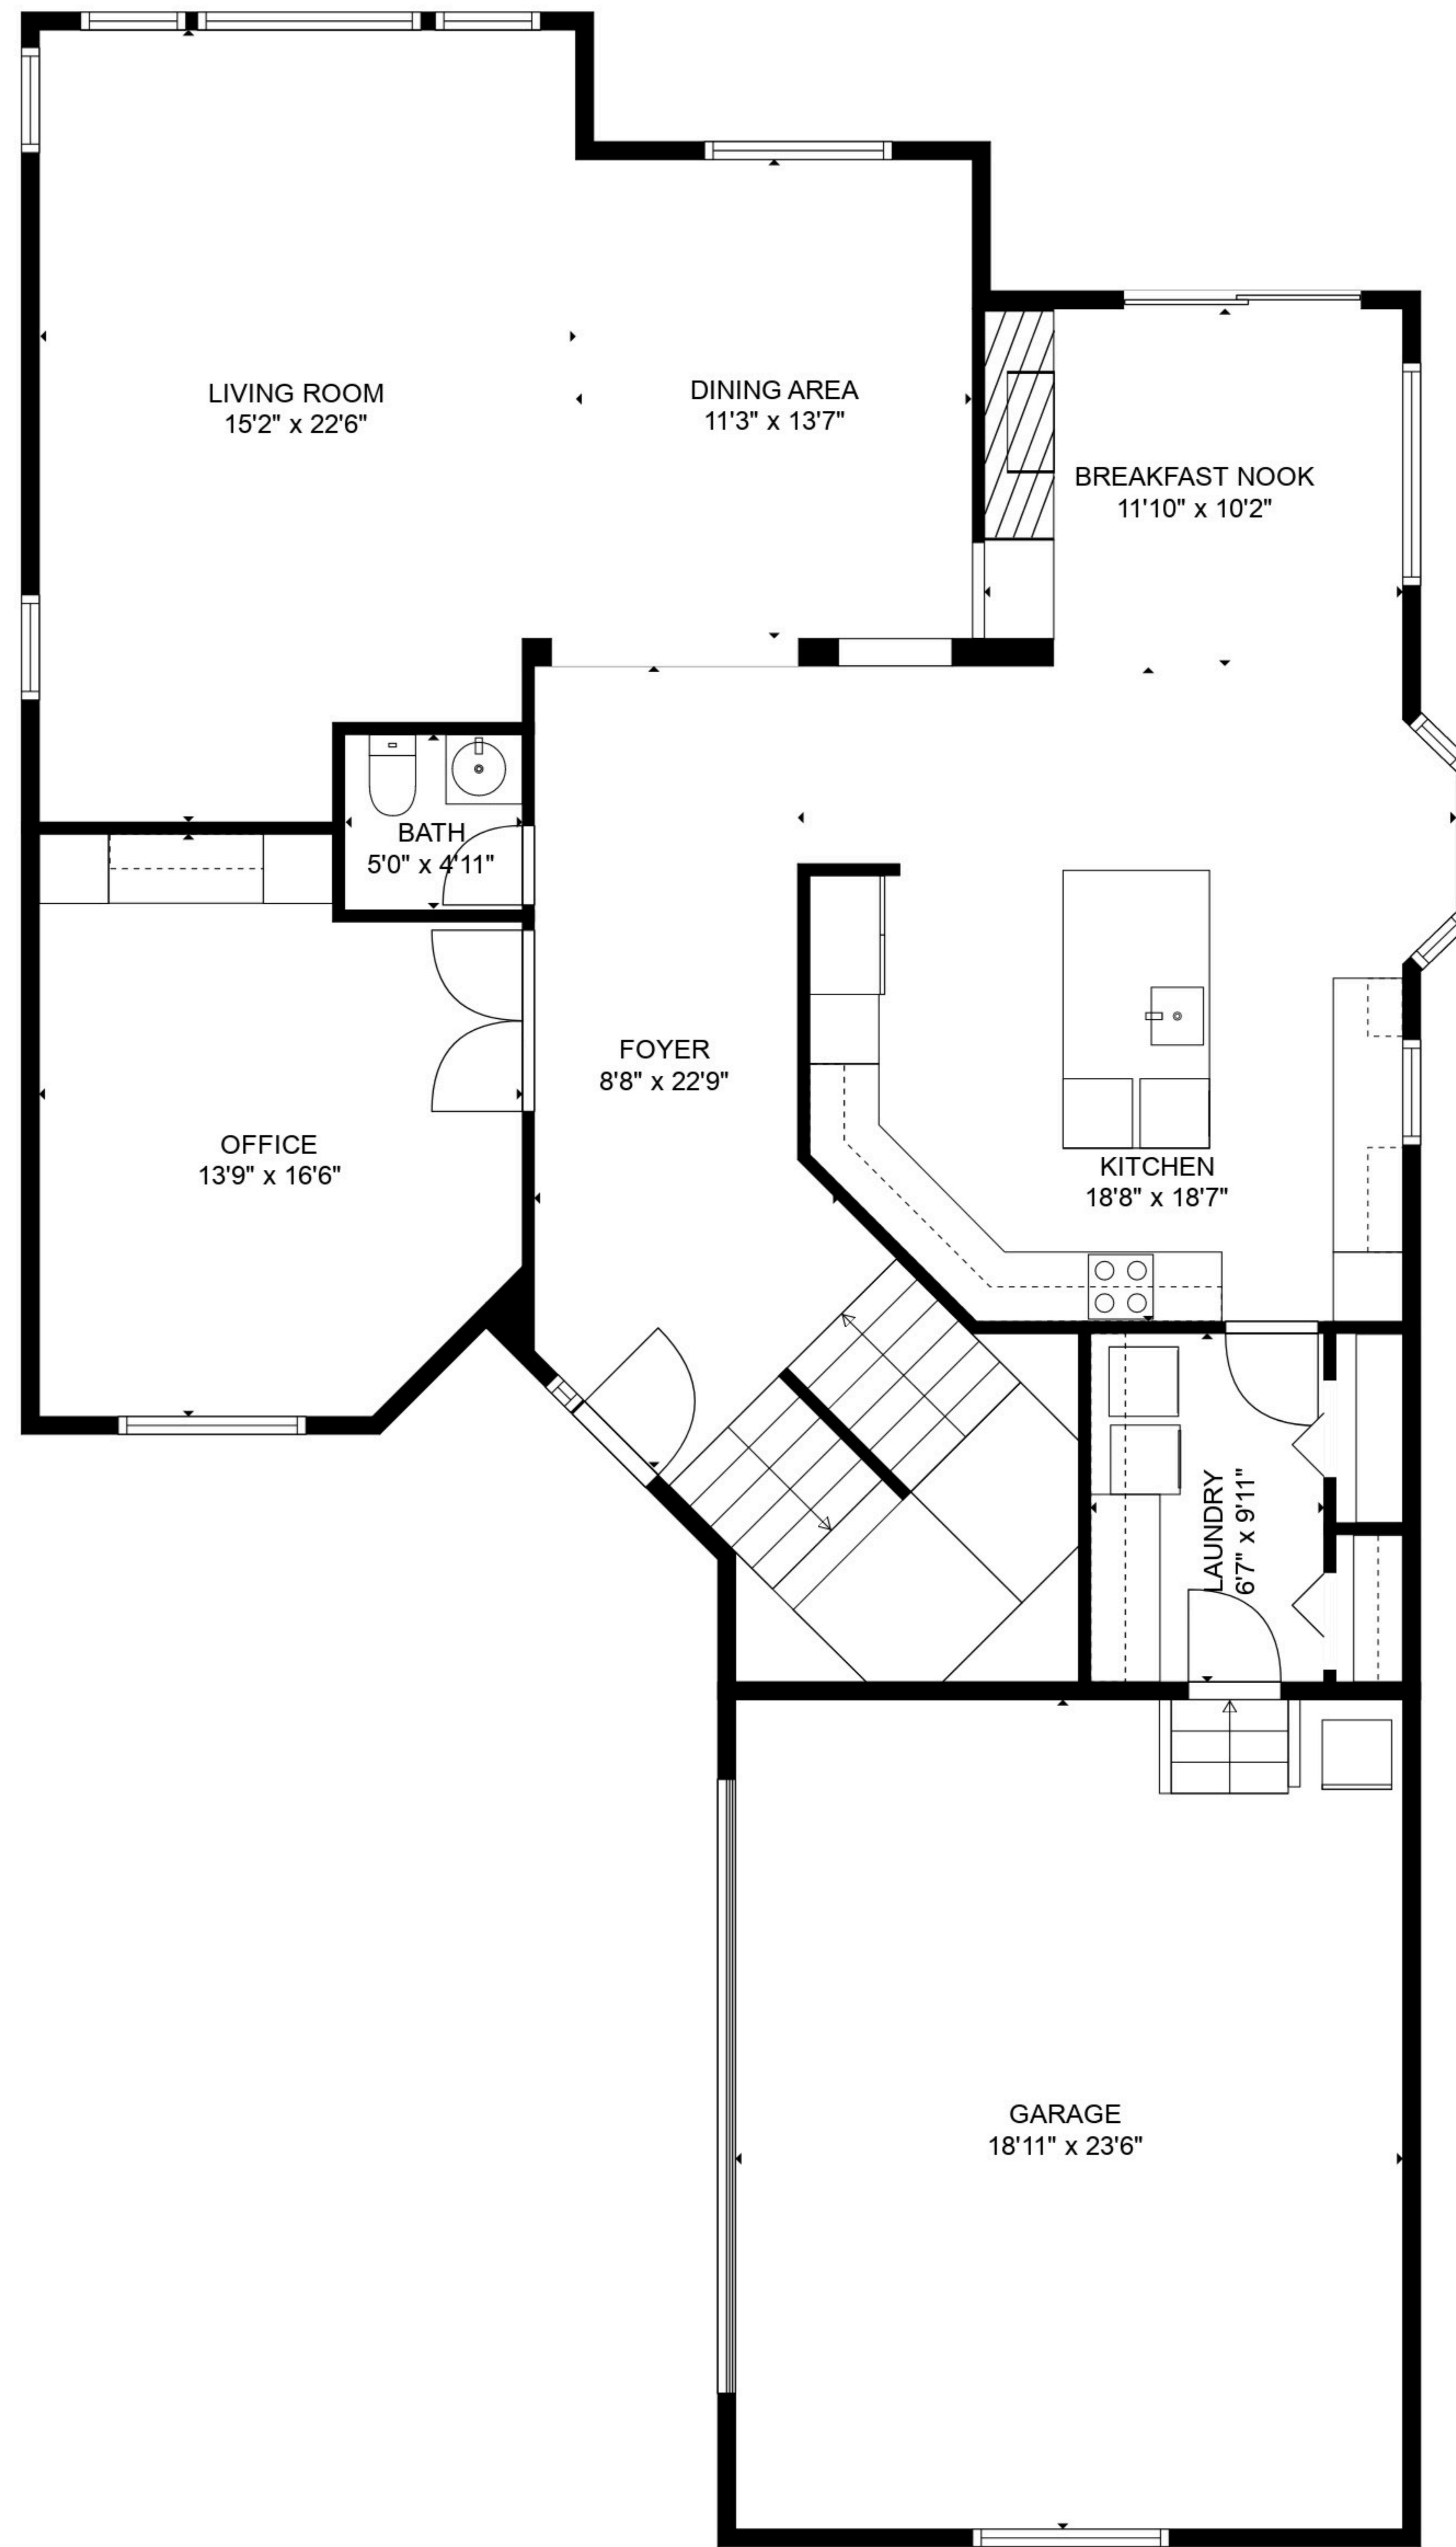 LIVING ROOM
15'2" x 22'6"
DINING AREA
11'3" x 13'7"
BREAKFAST NOOK
11'10" x 10'2"
BATH
5'0" x 4'11"
FOYER
8'8" x 22'9"
OFFICE
13'9" x 16'6"
KITCHEN
18'8" x 18'7"
LAUNDRY
6'7" x 9'11"
GARAGE
18'11" x 23'6"